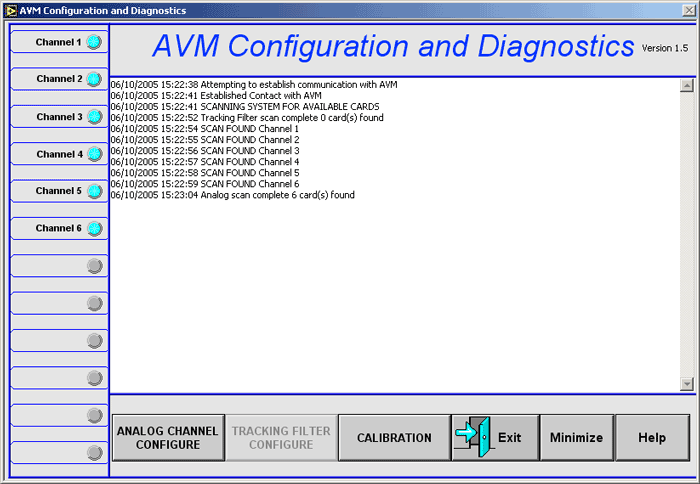 AVM Configuration and Diagnostics
AVM Configuration and Diagnostics
Version 1.5
Channel 1
Channel 2
Channel 3
Channel 4
Channel 5
Channel 6
06/10/2005 15:22:38 Attempting to establish communication with AVM
06/10/2005 15:22:41 Established Contact with AVM
06/10/2005 15:22:41 SCANNING SYSTEM FOR AVAILABLE CARDS
06/10/2005 15:22:52 Tracking Filter scan complete 0 card(s) found
06/10/2005 15:22:54 SCAN FOUND Channel 1
06/10/2005 15:22:55 SCAN FOUND Channel 2
06/10/2005 15:22:56 SCAN FOUND Channel 3
06/10/2005 15:22:57 SCAN FOUND Channel 4
06/10/2005 15:22:58 SCAN FOUND Channel 5
06/10/2005 15:22:59 SCAN FOUND Channel 6
06/10/2005 15:23:04 Analog scan complete 6 card(s) found
ANALOG CHANNEL
CONFIGURE
TRACKING FILTER
CONFIGURE
CALIBRATION
Exit
Minimize
Help